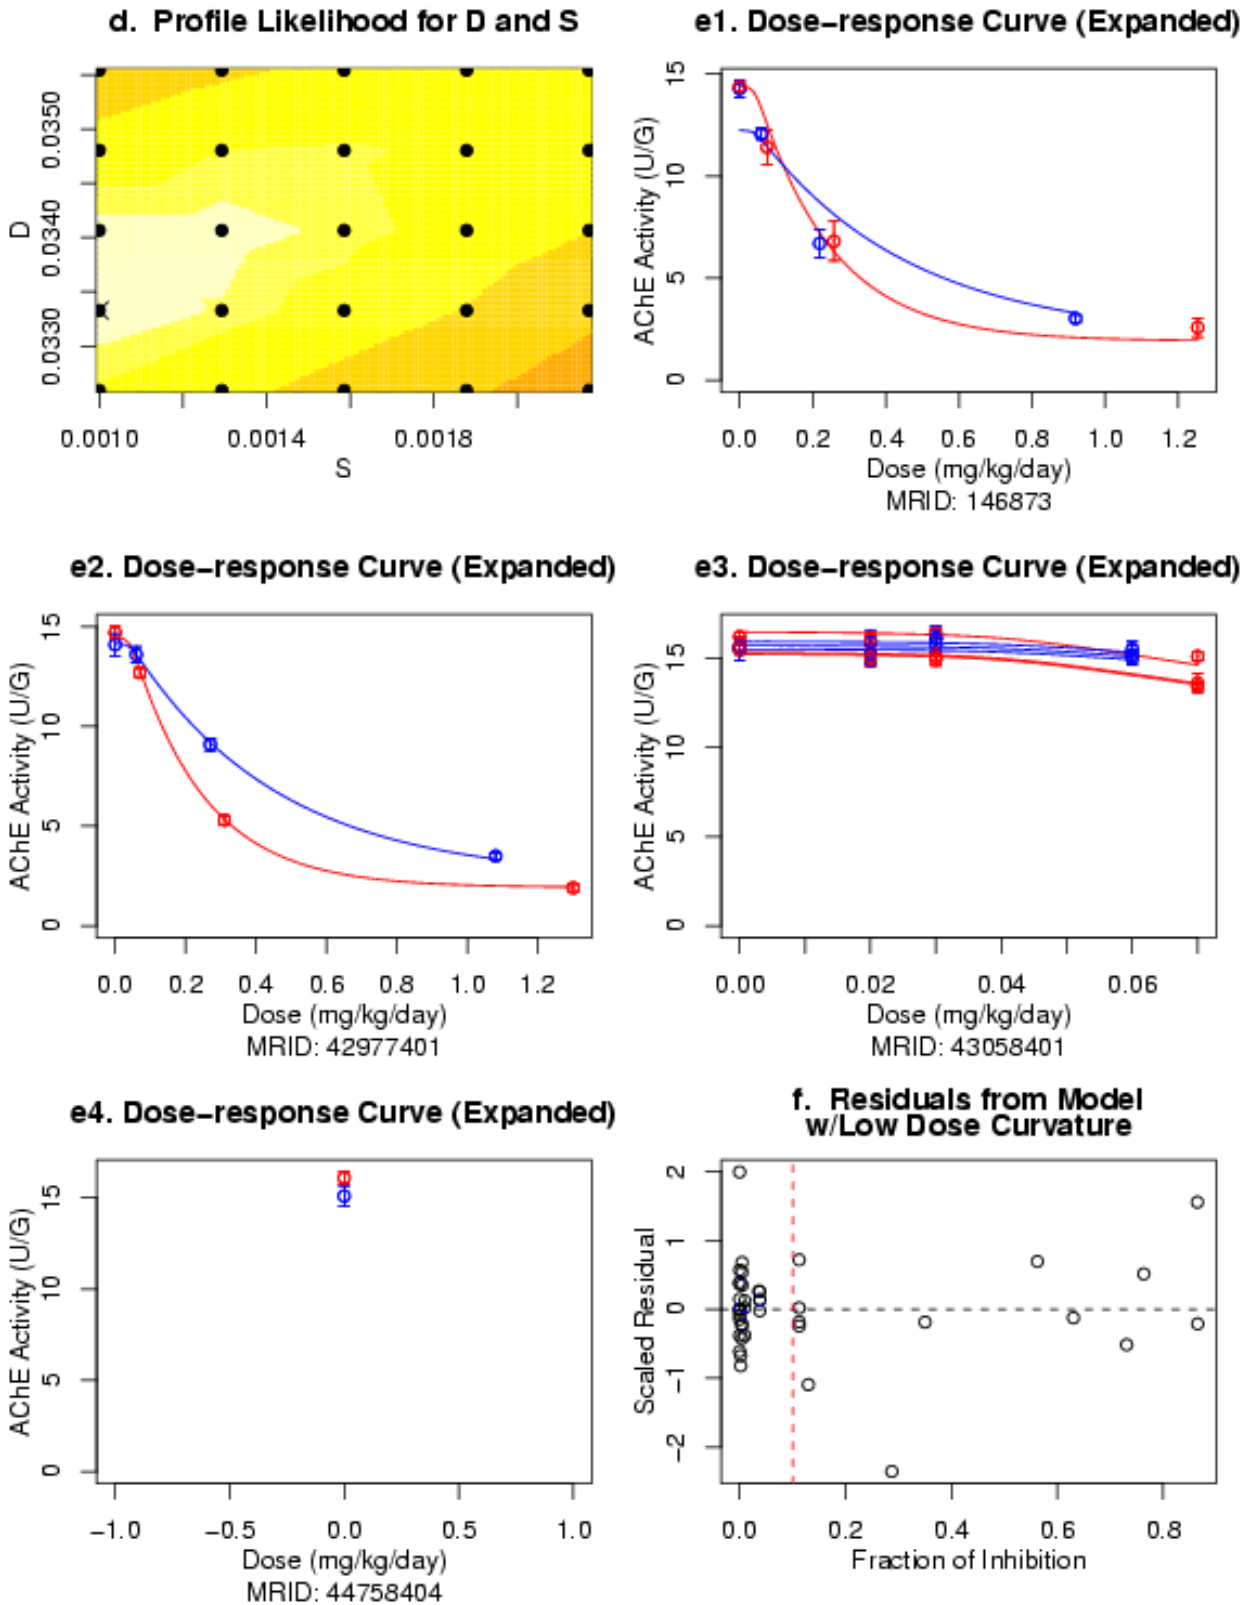 d. Profile Likelihood for D and S
D
0.0330 0.0340 0.0350
0.0010 0.0014 0.0018
S
e1. Dose-response Curve (Expanded)
AChE Activity (U/G)
0 5 10 15
0.0 0.2 0.4 0.6 0.8 1.0 1.2
Dose (mg/kg/day)
MRID: 146873
e2. Dose-response Curve (Expanded)
AChE Activity (U/G)
0 5 10 15
0.0 0.2 0.4 0.6 0.8 1.0 1.2
Dose (mg/kg/day)
MRID: 42977401
e3. Dose-response Curve (Expanded)
AChE Activity (U/G)
0 5 10 15
0.00 0.02 0.04 0.06
Dose (mg/kg/day)
MRID: 43058401
e4. Dose-response Curve (Expanded)
AChE Activity (U/G)
0 5 10 15
-1.0 -0.5 0.0 0.5 1.0
Dose (mg/kg/day)
MRID: 44758404
f. Residuals from Model
w/Low Dose Curvature
Scaled Residual
-2 -1 0 1 2
0.0 0.2 0.4 0.6 0.8
Fraction of Inhibition